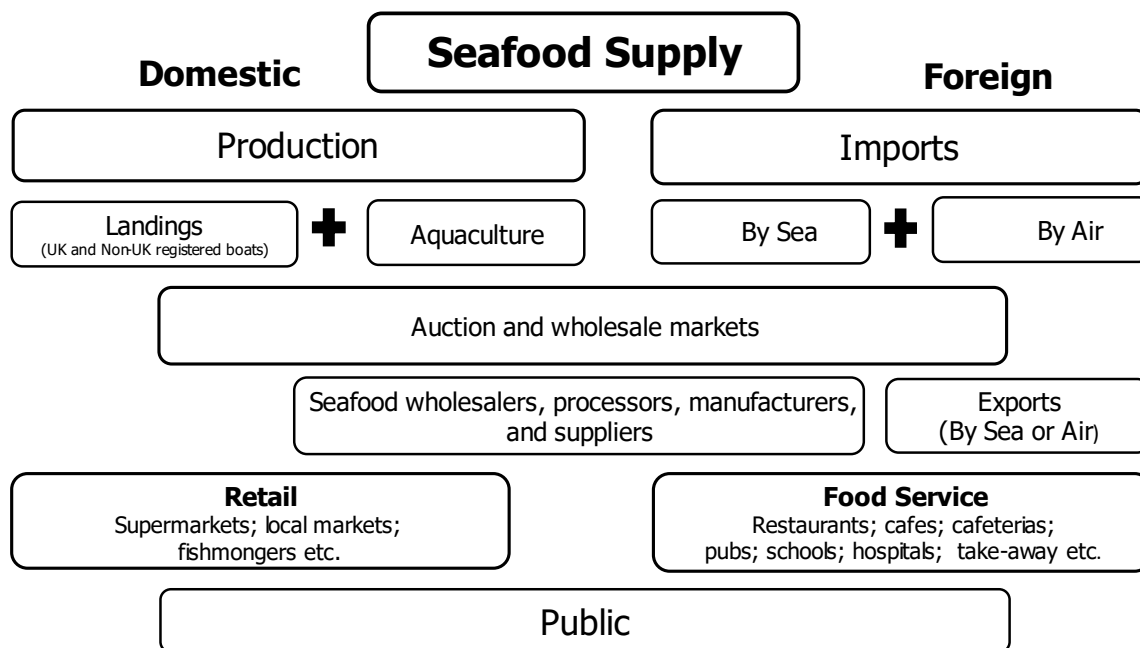 Seafood Supply
Domestic
Foreign
Production
Imports
Landings
(UK and Non-UK registered boats)
+
Aquaculture
By Sea
+
By Air
Auction and wholesale markets
Seafood wholesalers, processors, manufacturers,
and suppliers
Exports
(By Sea or Air)
Retail
Supermarkets; local markets;
fishmongers etc.
Food Service
Restaurants; cafes; cafeterias;
pubs; schools; hospitals; take-away etc.
Public